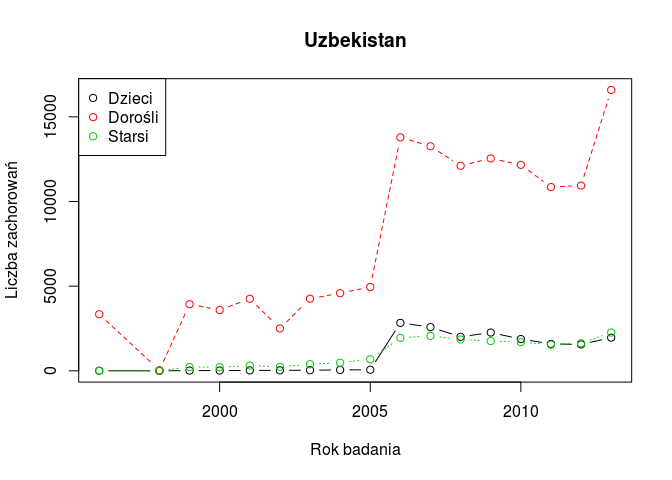 Uzbekistan
Dzieci
Dorośli
Starsi
Liczba zachorowań
15000
10000
5000
0
2000 2005 2010
Rok badania